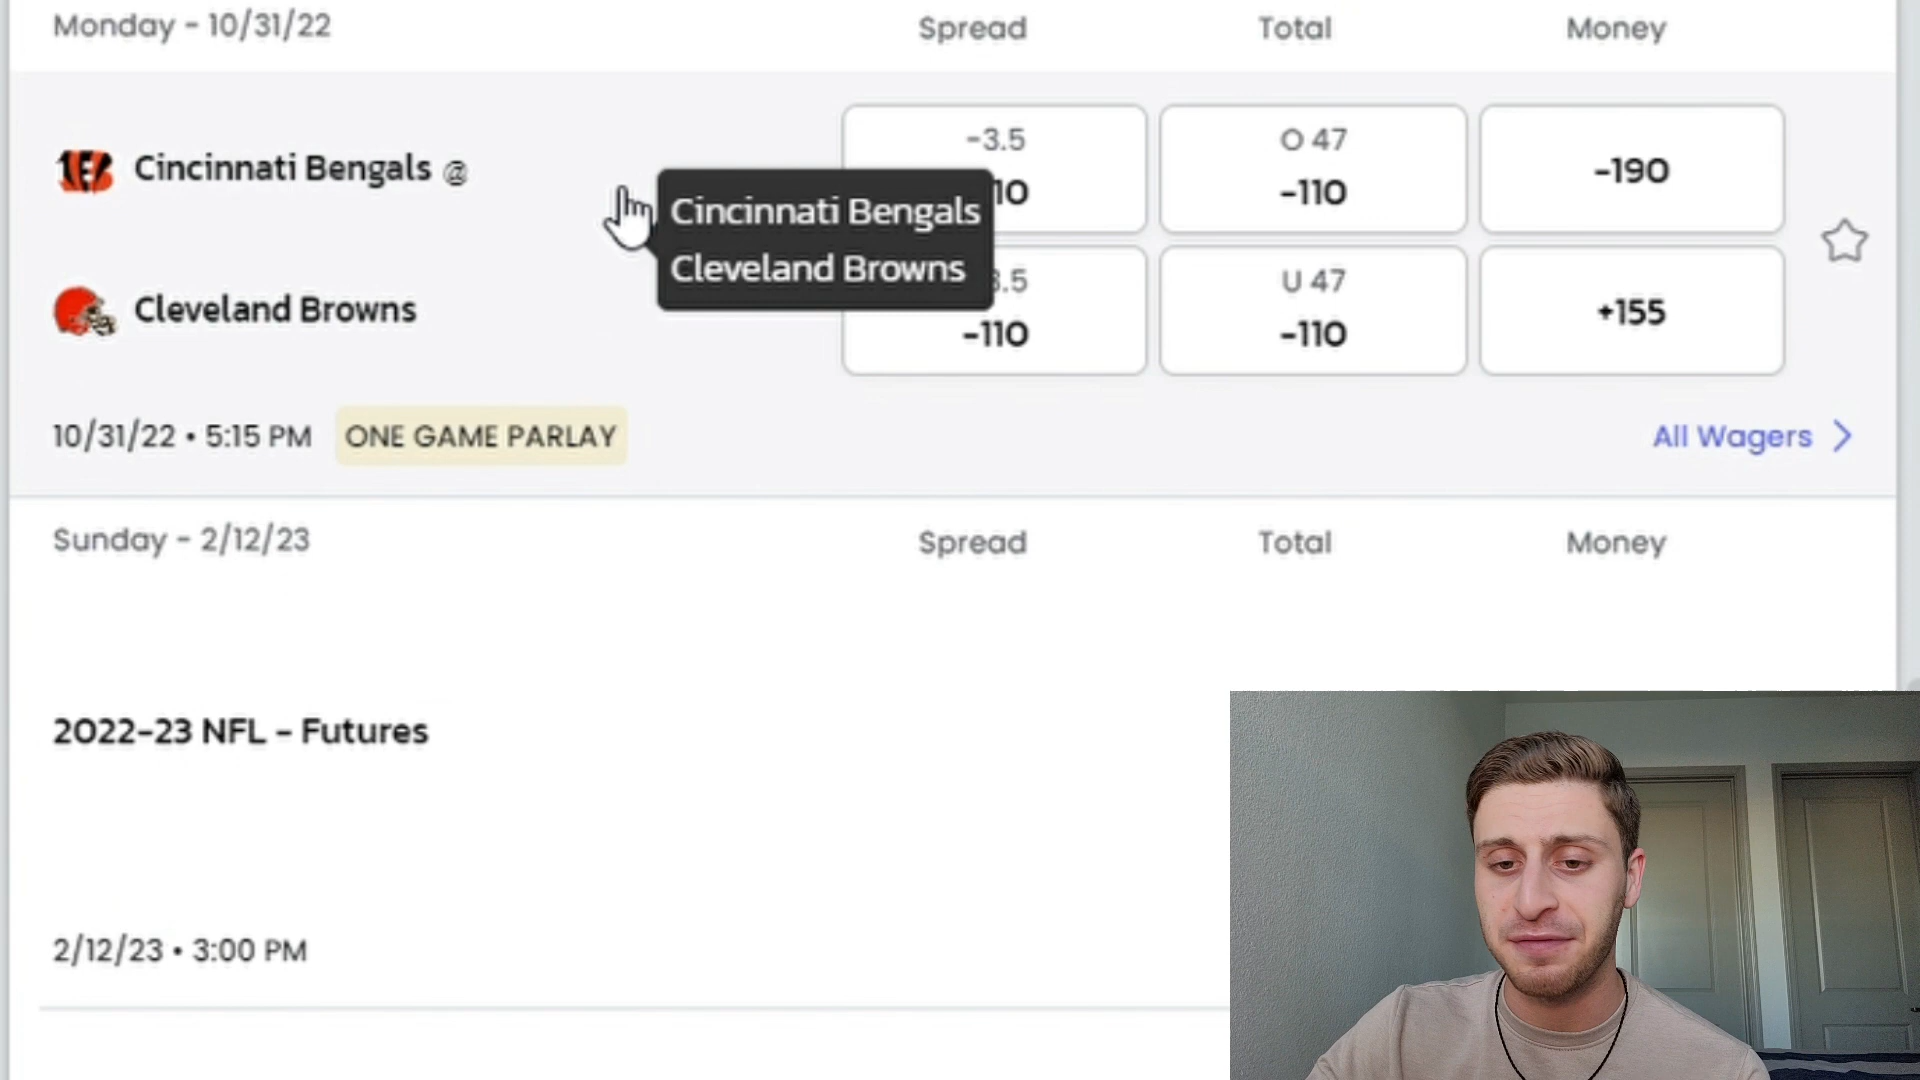 Monday - 10/31/22 Spread Total Money
Cincinnati Bengals @
-3.5
O 47
-110
-190
Cincinnati Bengals
Cleveland Browns
Cleveland Browns
-110
U 47
-110
+155
10/31/22 • 5:15 PM ONE GAME PARLAY All Wagers
Sunday - 2/12/23 Spread Total Money
2022-23 NFL - Futures
2/12/23 • 3:00 PM